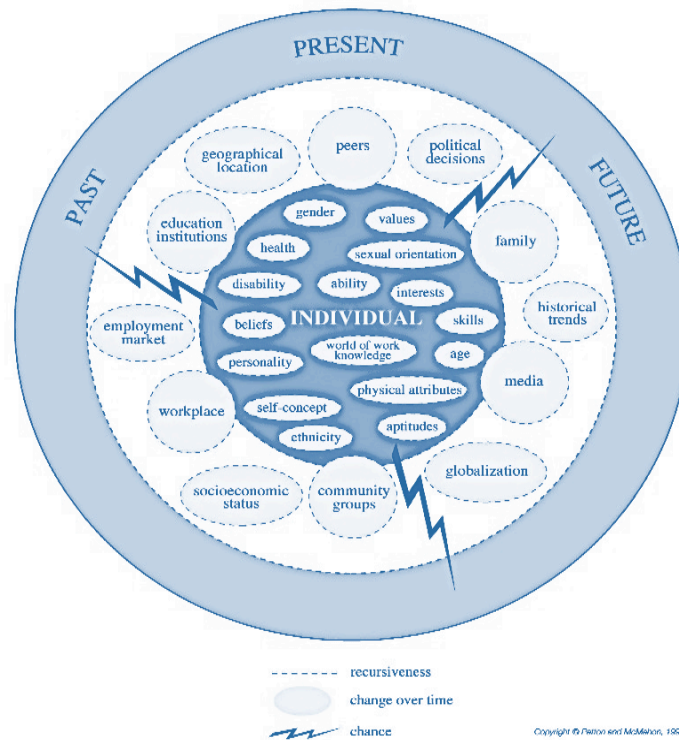 PRESENT
PAST
FUTURE
peers
political
decisions
geographical
location
education
institutions
family
historical
trends
employment
market
media
workplace
globalization
socioeconomic
status
community
groups
gender
values
health
sexual orientation
disability
ability
interests
INDIVIDUAL
beliefs
skills
world of work
knowledge
age
personality
physical attributes
self-concept
aptitudes
ethnicity
recursiveness
change over time
chance
Copyright © Patton and McMahon, 199